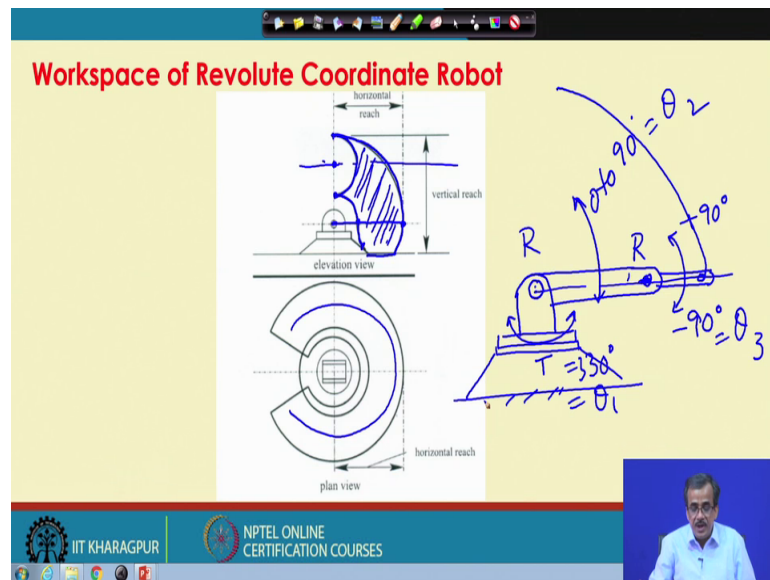 Workspace of Revolute Coordinate Robot
horizontal
reach
vertical reach
elevation view
horizontal reach
plan view
0 to 90° = θ2
90°
R
R
-90° = θ3
T = 330°
= θ1
IIT KHARAGPUR
NPTEL ONLINE
CERTIFICATION COURSES